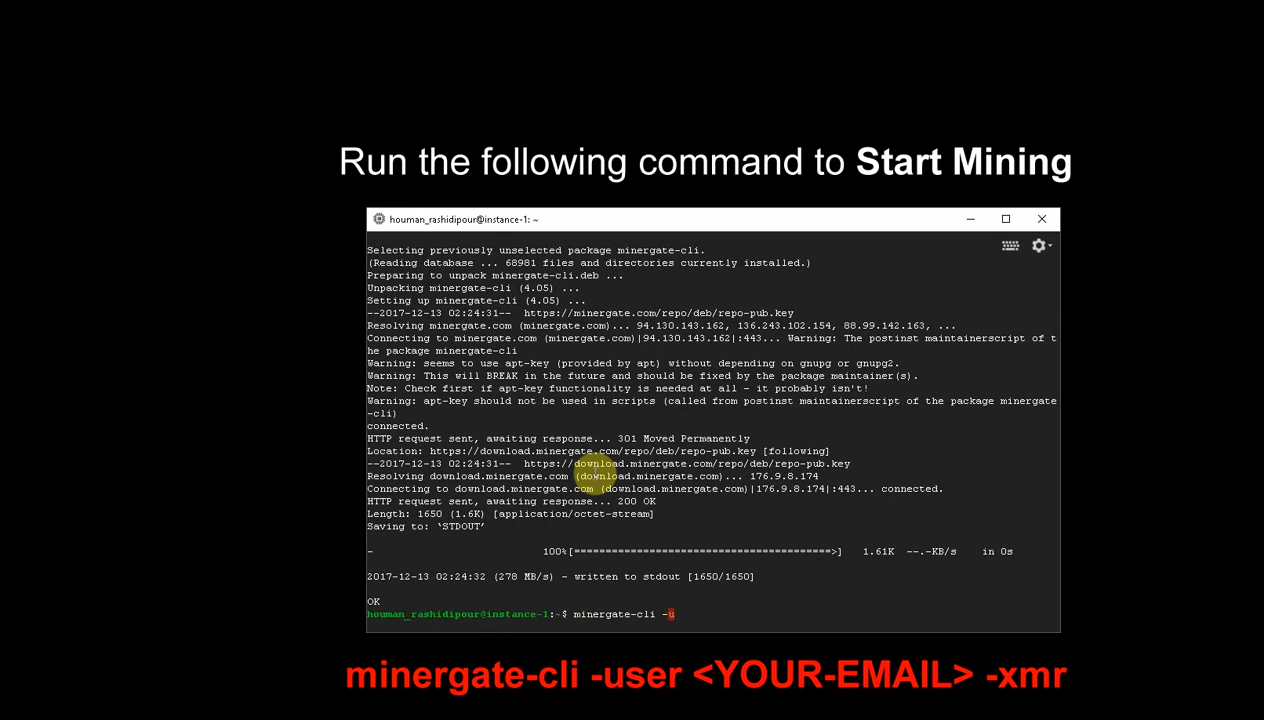 Run the following command to Start Mining
houman_rashidipour@instance-1: ~
Selecting previously unselected package minergate-cli.
(Reading database ... 68981 files and directories currently installed.)
Preparing to unpack minergate-cli.deb ...
Unpacking minergate-cli (4.05) ...
Setting up minergate-cli (4.05) ...
--2017-12-13 02:24:31-- https://minergate.com/repo/deb/repo-pub.key
Resolving minergate.com (minergate.com)... 94.130.143.162, 136.243.102.154, 88.99.142.163, ...
Connecting to minergate.com (minergate.com)|94.130.143.162|:443... Warning: The postinst maintainerscript of t
he package minergate-cli
Warning: seems to use apt-key (provided by apt) without depending on gnupg or gnupg2.
Warning: This will BREAK in the future and should be fixed by the package maintainer(s).
Note: Check first if apt-key functionality is needed at all - it probably isn't!
Warning: apt-key should not be used in scripts (called from postinst maintainerscript of the package minergate
-cli)
connected.
HTTP request sent, awaiting response... 301 Moved Permanently
Location: https://download.minergate.com/repo/deb/repo-pub.key [following]
--2017-12-13 02:24:31-- https://download.minergate.com/repo/deb/repo-pub.key
Resolving download.minergate.com (download.minergate.com)... 176.9.8.174
Connecting to download.minergate.com (download.minergate.com)|176.9.8.174|:443... connected.
HTTP request sent, awaiting response... 200 OK
Length: 1650 (1.6K) [application/octet-stream]
Saving to: ‘STDOUT’
- 100%[=========================================>] 1.61K --.-KB/s in 0s
2017-12-13 02:24:32 (278 MB/s) - written to stdout [1650/1650]
OK
houman_rashidipour@instance-1:~$ minergate-cli -u
minergate-cli -user <YOUR-EMAIL> -xmr